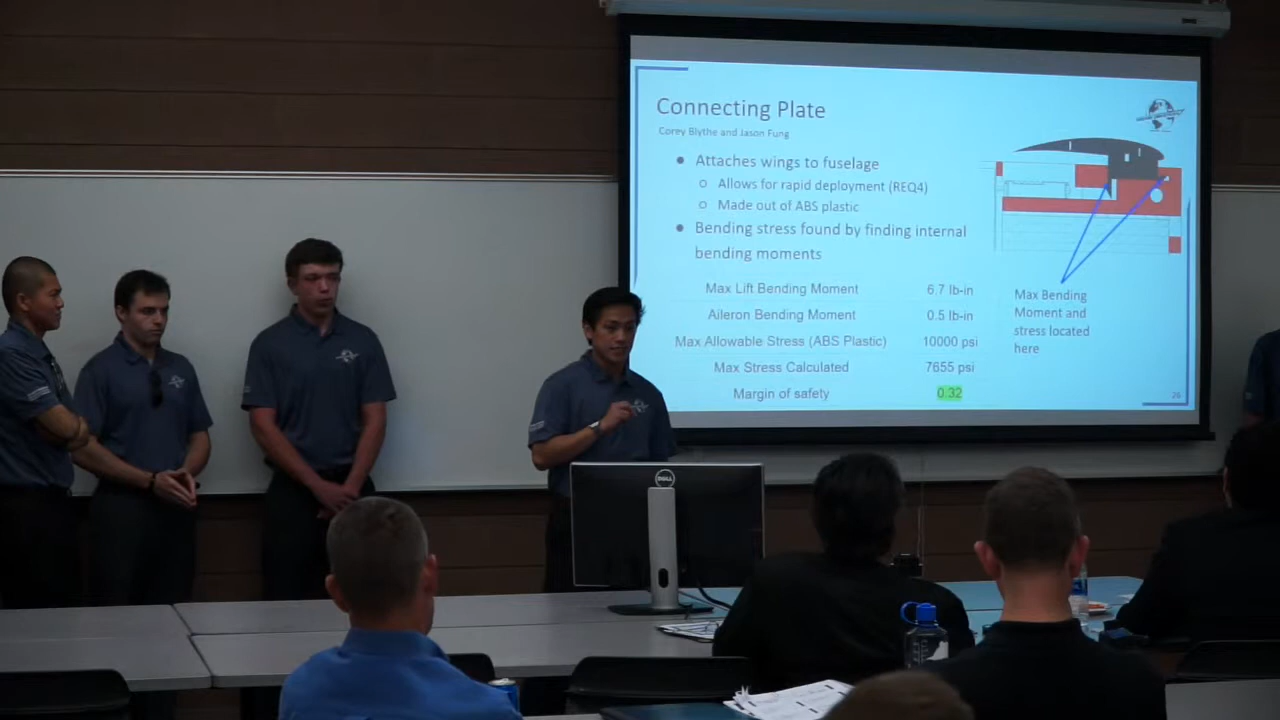 Connecting Plate
Corey Blythe and Jason Fung
● Attaches wings to fuselage
○ Allows for rapid deployment (REQ4)
○ Made out of ABS plastic
● Bending stress found by finding internal
bending moments
Max Lift Bending Moment 6.7 lb-in
Aileron Bending Moment 0.5 lb-in
Max Allowable Stress (ABS Plastic) 10000 psi
Max Stress Calculated 7655 psi
Margin of safety 0.32
Max Bending
Moment and
stress located
here
26
DELL